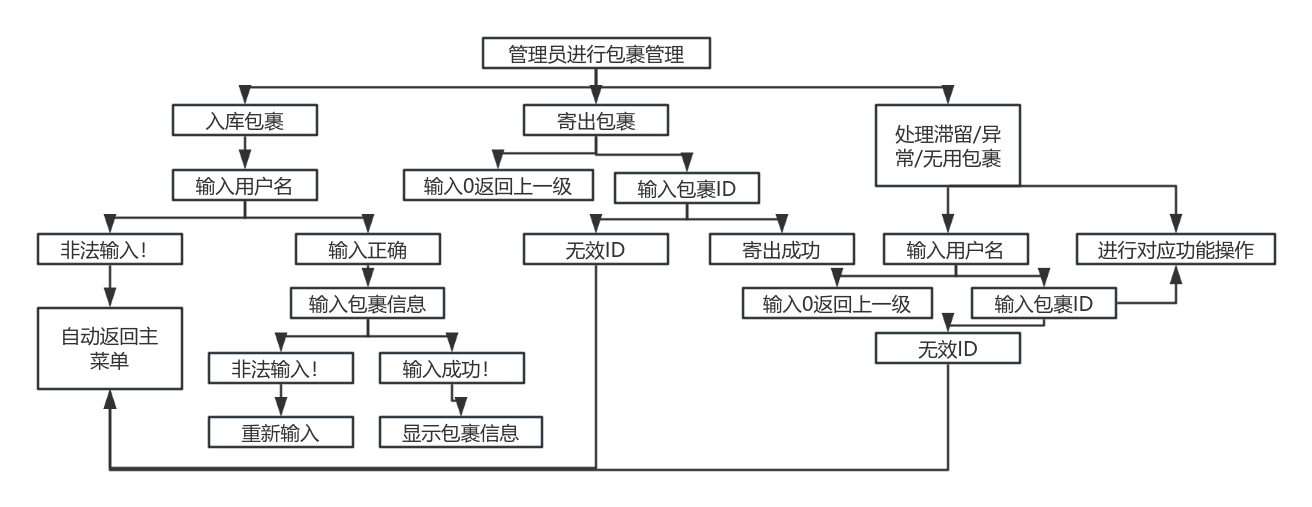 管理员进行包裹管理
入库包裹
寄出包裹
处理滞留/异
常/无用包裹
输入用户名
输入0返回上一级
输入包裹ID
非法输入！
输入正确
无效ID
寄出成功
输入用户名
进行对应功能操作
输入包裹信息
输入0返回上一级
输入包裹ID
自动返回主
菜单
无效ID
非法输入！
输入成功！
重新输入
显示包裹信息